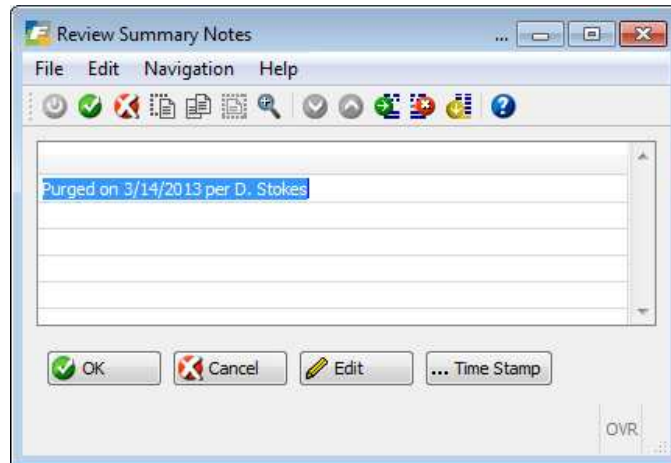 Review Summary Notes
...
File Edit Navigation Help
Purged on 3/14/2013 per D. Stokes
OK Cancel Edit ... Time Stamp
OVR